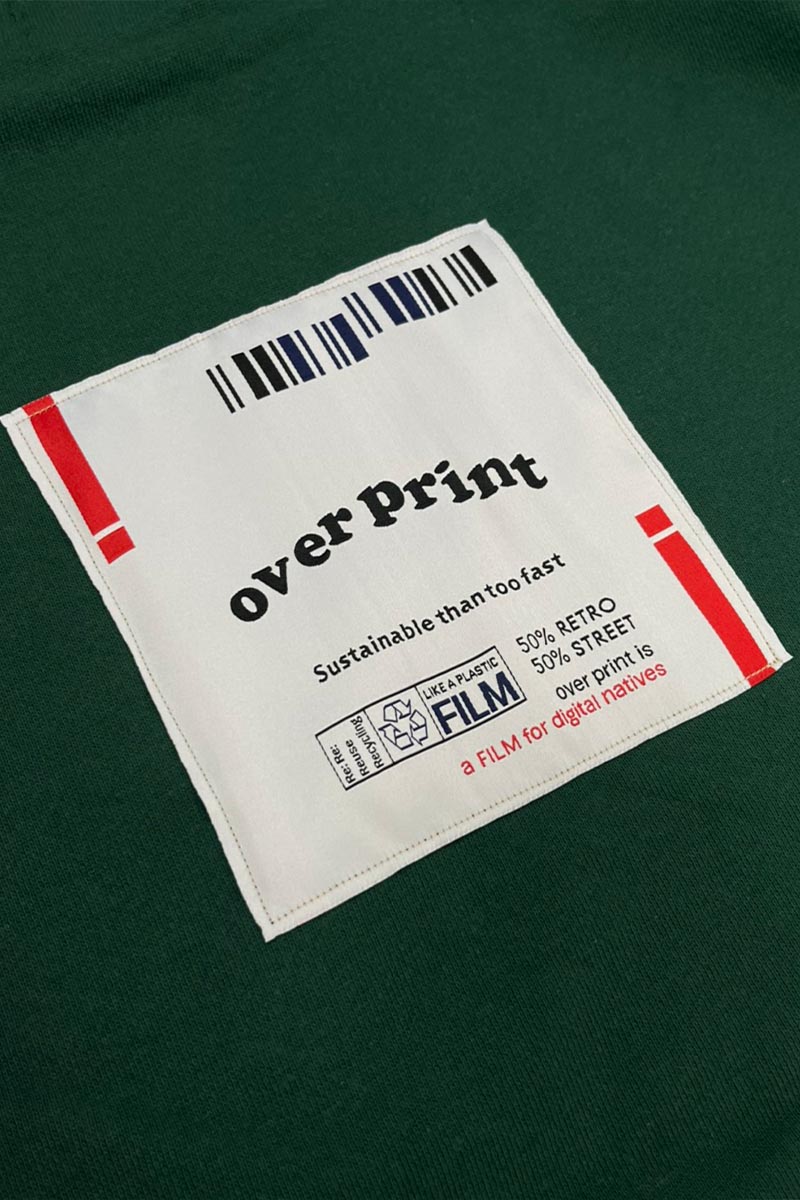 over print
Sustainable than too fast
Re: Re:
Reuse
Recycling
LIKE A PLASTIC
FILM
50% RETRO
50% STREET
over print is
a FILM for digital natives